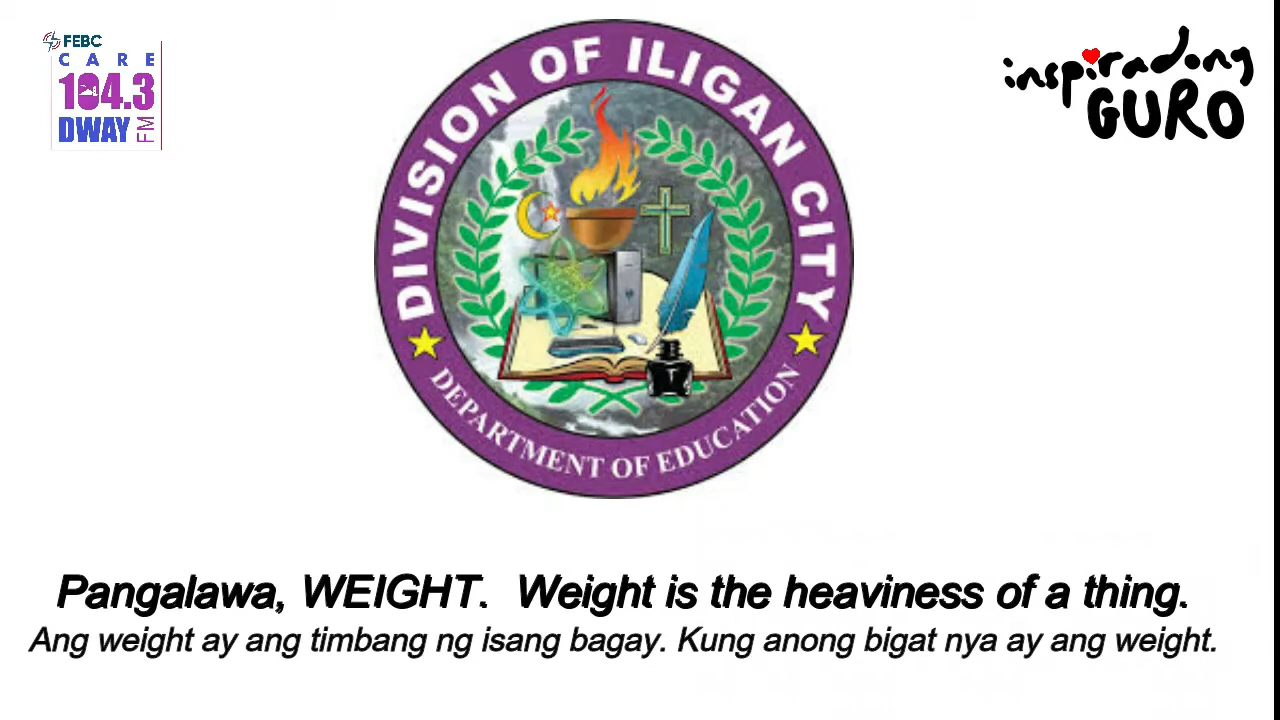 FEBC
CARE
104.3
DWAY FM
inspiradong
GURO
DIVISION OF ILIGAN CITY
DEPARTMENT OF EDUCATION
Pangalawa, WEIGHT. Weight is the heaviness of a thing.
Ang weight ay ang timbang ng isang bagay. Kung anong bigat nya ay ang weight.